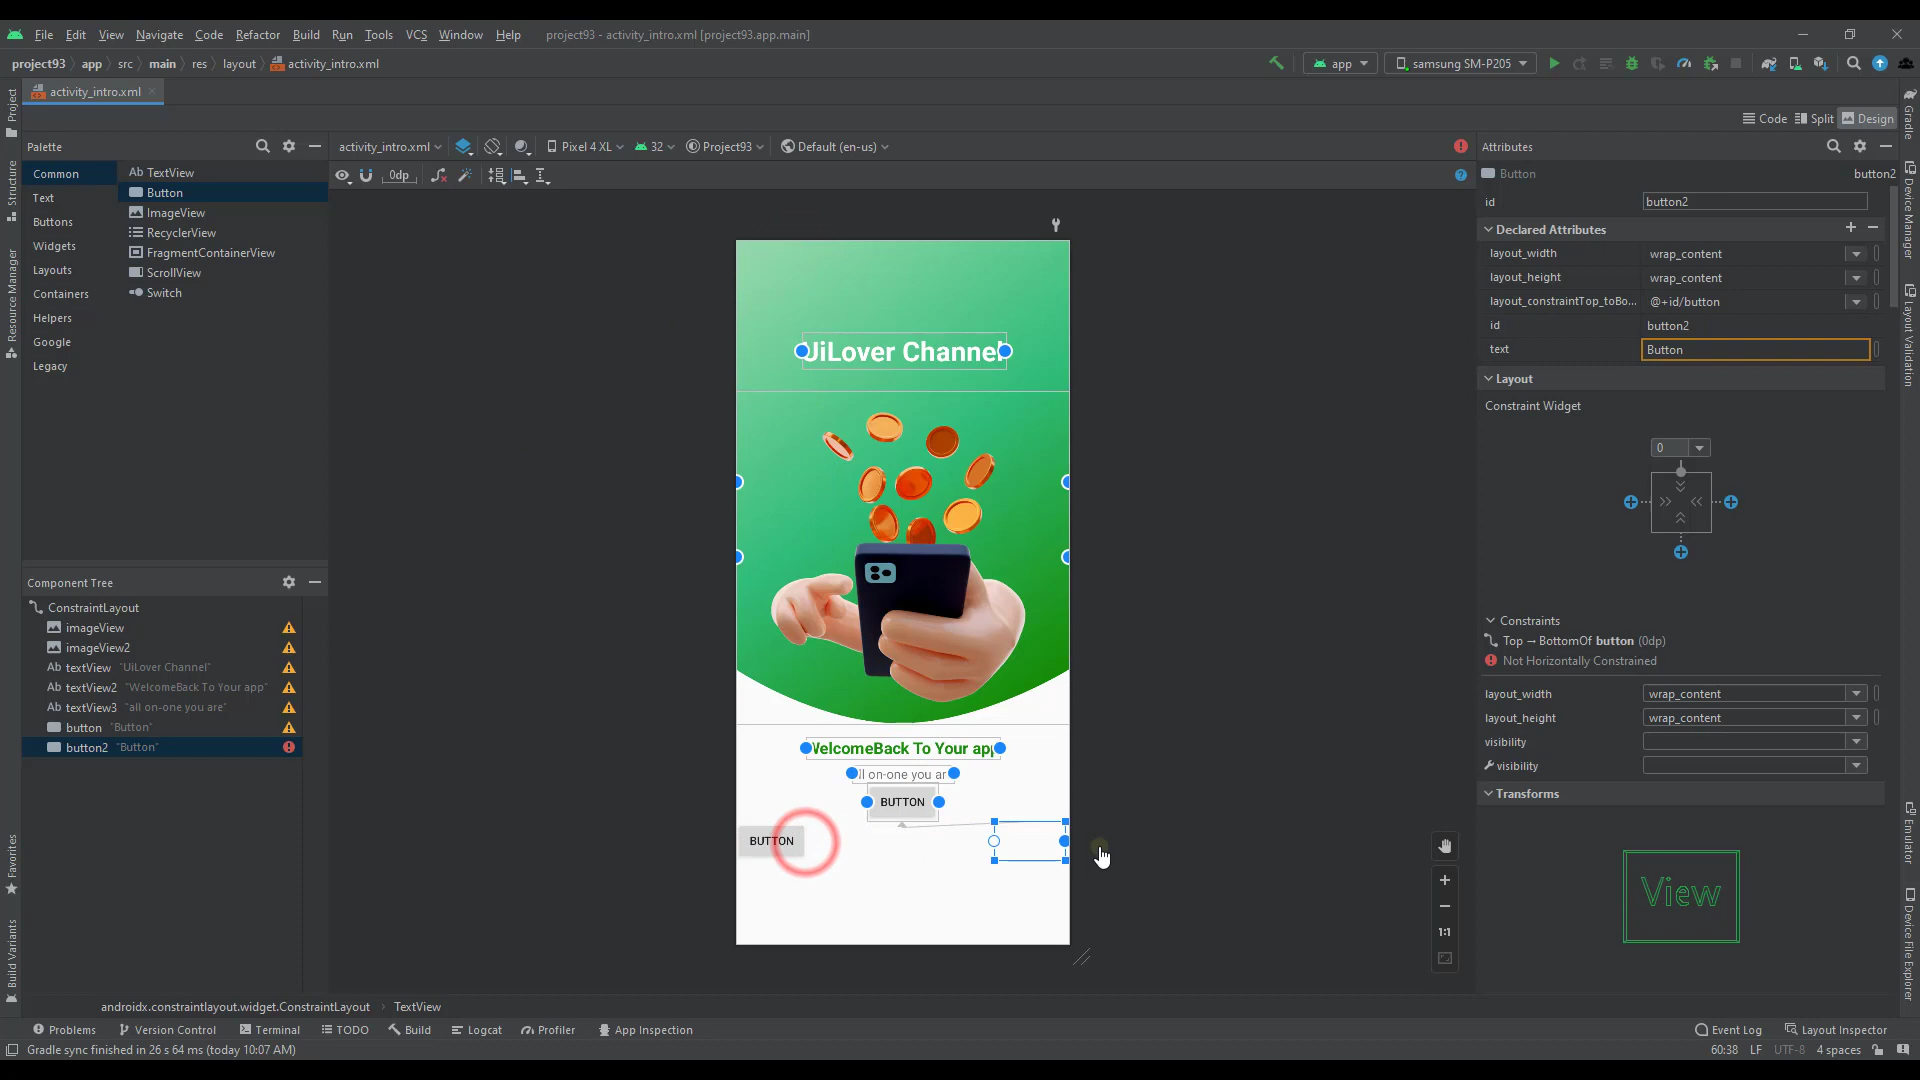 File Edit View Navigate Code Refactor Build Run Tools VCS Window Help project93 - activity_intro.xml [project93.app.main]
project93 app src main res layout activity_intro.xml app samsung SM-P205
activity_intro.xml
Code Split Design
Project
Structure
Resource Manager
Favorites
Build Variants
Palette
Common
Text
Buttons
Widgets
Layouts
Containers
Helpers
Google
Legacy
Ab TextView
Button
ImageView
RecyclerView
FragmentContainerView
ScrollView
Switch
activity_intro.xml Pixel 4 XL 32 Project93 Default (en-us)
0dp
Component Tree
ConstraintLayout
imageView
imageView2
Ab textView "UiLover Channel"
Ab textView2 "WelcomeBack To Your app"
Ab textView3 "all on-one you are"
button "Button"
button2 "Button"
UiLover Channel
WelcomeBack To Your app
ll on-one you ar
BUTTON
BUTTON
1:1
Attributes
Button button2
id button2
Declared Attributes
layout_width wrap_content
layout_height wrap_content
layout_constraintTop_toBo... @+id/button
id button2
text Button
Layout
Constraint Widget
0
Constraints
Top → BottomOf button (0dp)
Not Horizontally Constrained
layout_width wrap_content
layout_height wrap_content
visibility
visibility
Transforms
View
Gradle
Device Manager
Layout Validation
Emulator
Device File Explorer
androidx.constraintlayout.widget.ConstraintLayout TextView
Problems Version Control Terminal TODO Build Logcat Profiler App Inspection Event Log Layout Inspector
Gradle sync finished in 26 s 64 ms (today 10:07 AM) 60:38 LF UTF-8 4 spaces